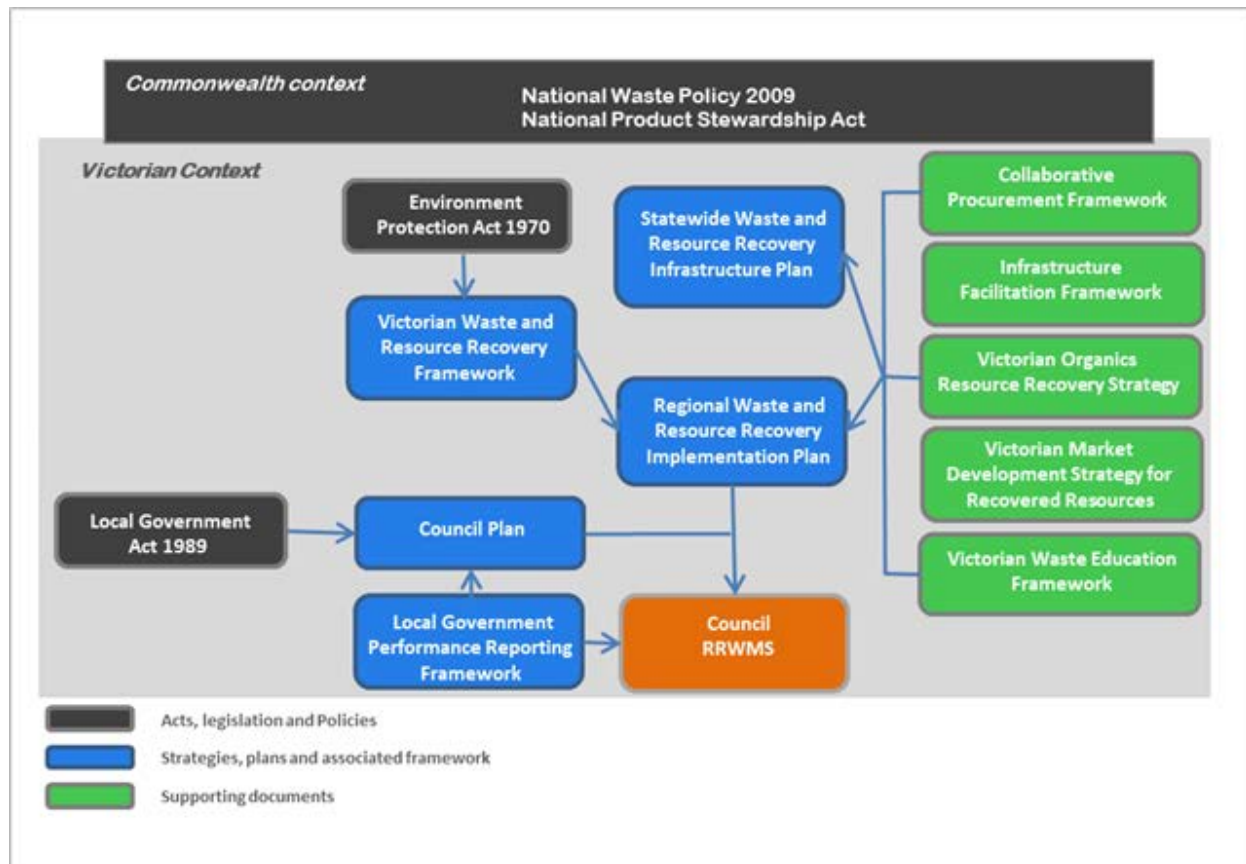 Commonwealth context
National Waste Policy 2009
National Product Stewardship Act
Victorian Context
Environment
Protection Act 1970
Statewide Waste and
Resource Recovery
Infrastructure Plan
Collaborative
Procurement Framework
Infrastructure
Facilitation Framework
Victorian Waste and
Resource Recovery
Framework
Victorian Organics
Resource Recovery Strategy
Regional Waste and
Resource Recovery
Implementation Plan
Victorian Market
Development Strategy for
Recovered Resources
Local Government
Act 1989
Council Plan
Victorian Waste Education
Framework
Local Government
Performance Reporting
Framework
Council
RRWMS
Acts, legislation and Policies
Strategies, plans and associated framework
Supporting documents